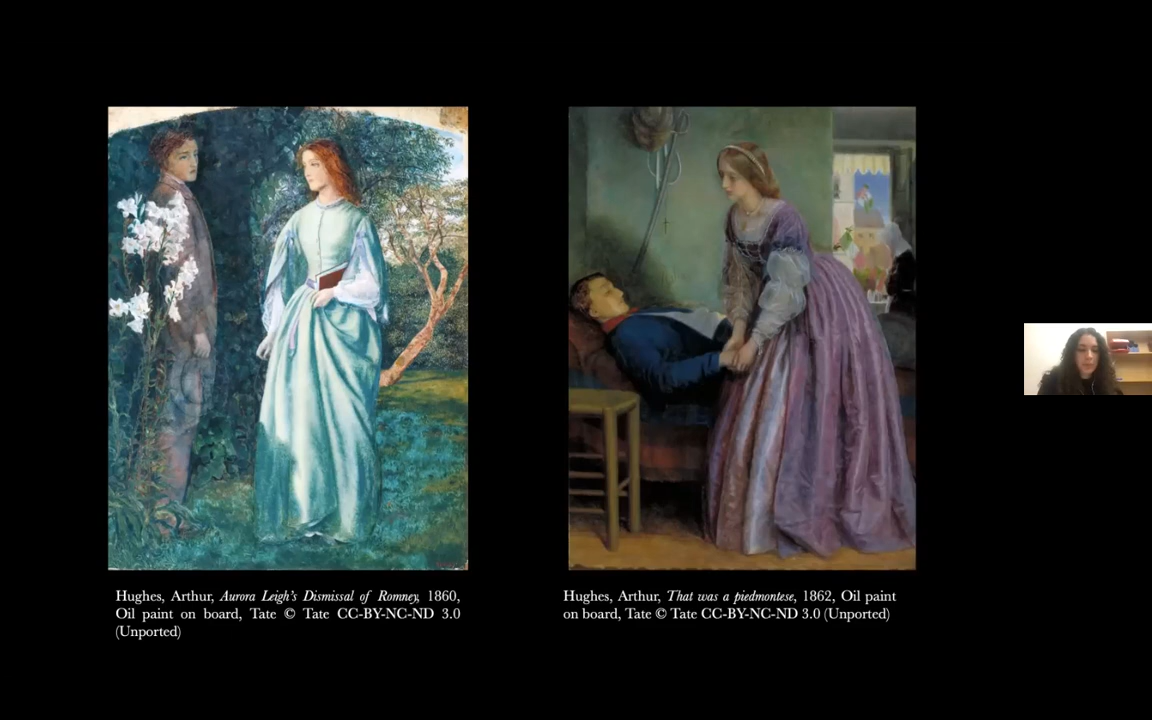 Hughes, Arthur, Aurora Leigh's Dismissal of Romney, 1860,
Oil paint on board, Tate © Tate CC-BY-NC-ND 3.0
(Unported)
Hughes, Arthur, That was a piedmontese, 1862, Oil paint
on board, Tate © Tate CC-BY-NC-ND 3.0 (Unported)